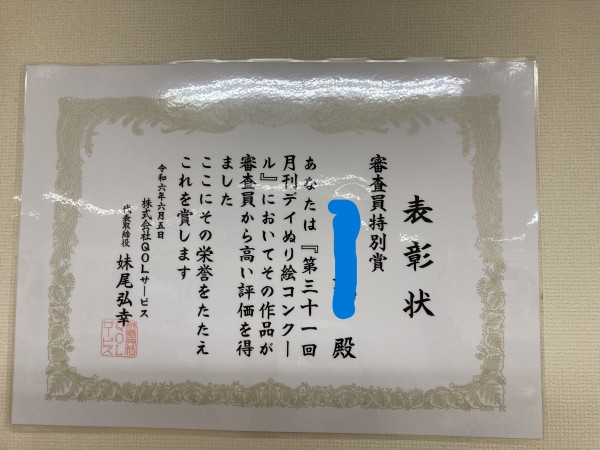 表彰状
審査員特別賞
殿
あなたは『第三十一回
月刊デイぬり絵コンクー
ル』においてその作品が
審査員から高い評価を得
ました
ここにその栄誉をたたえ
これを賞します
令和六年六月五日
株式会社QOLサービス
代表取締役 妹尾弘幸